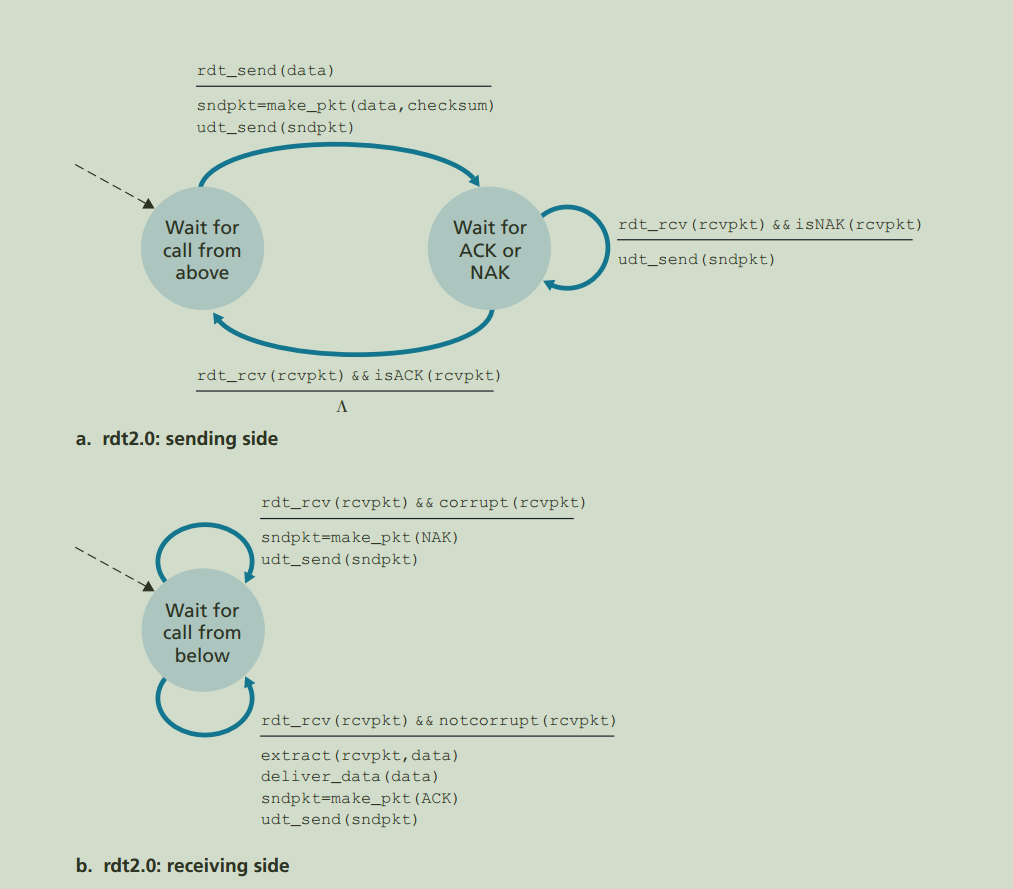 rdt_send(data)
sndpkt=make_pkt(data,checksum)
udt_send(sndpkt)
Wait for
call from
above
Wait for
ACK or
NAK
rdt_rcv(rcvpkt) && isNAK(rcvpkt)
udt_send(sndpkt)
rdt_rcv(rcvpkt) && isACK(rcvpkt)
Λ
a. rdt2.0: sending side
rdt_rcv(rcvpkt) && corrupt(rcvpkt)
sndpkt=make_pkt(NAK)
udt_send(sndpkt)
Wait for
call from
below
rdt_rcv(rcvpkt) && notcorrupt(rcvpkt)
extract(rcvpkt,data)
deliver_data(data)
sndpkt=make_pkt(ACK)
udt_send(sndpkt)
b. rdt2.0: receiving side